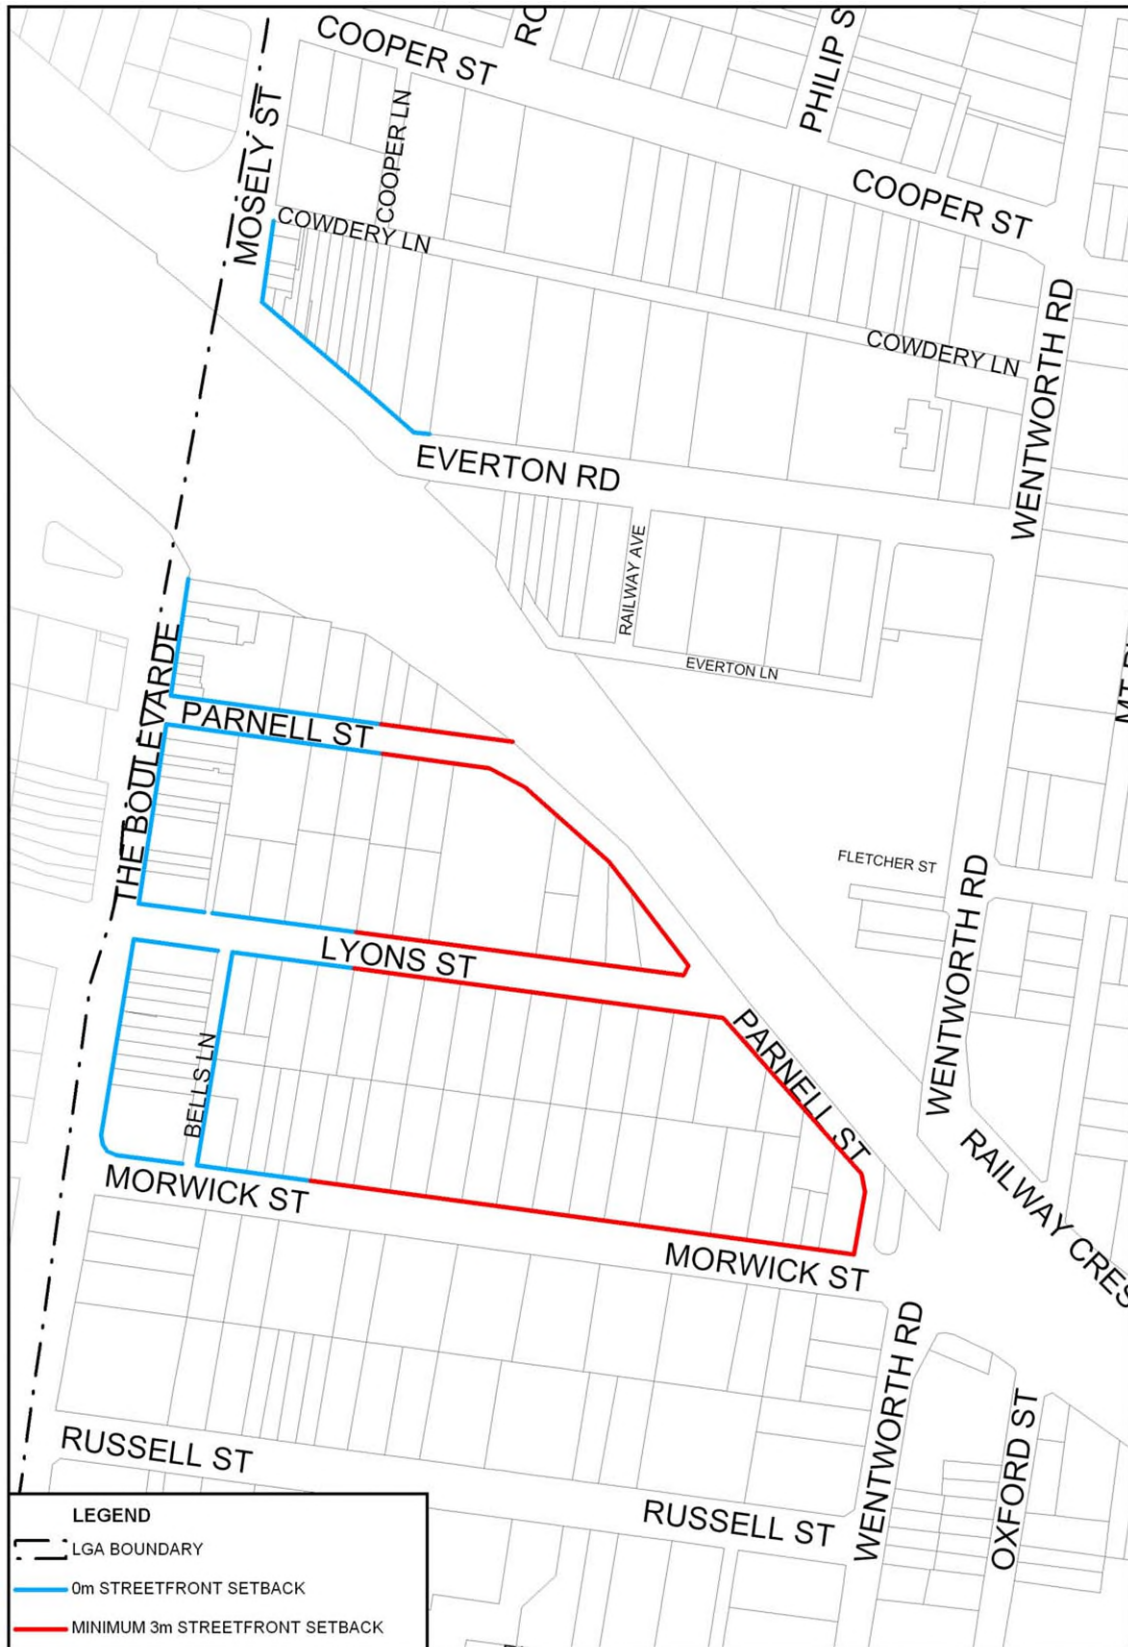 COOPER ST
PHILIP S
MOSELY ST
COOPER LN
COWDERY LN
COOPER ST
WENTWORTH RD
COWDERY LN
EVERTON RD
RAILWAY AVE
EVERTON LN
THE BOULEVARDE
PARNELL ST
FLETCHER ST
WENTWORTH RD
LYONS ST
PARNELL ST
BELLS LN
RAILWAY CRES
MORWICK ST
MORWICK ST
WENTWORTH RD
OXFORD ST
RUSSELL ST
RUSSELL ST
LEGEND
LGA BOUNDARY
0m STREETFRONT SETBACK
MINIMUM 3m STREETFRONT SETBACK